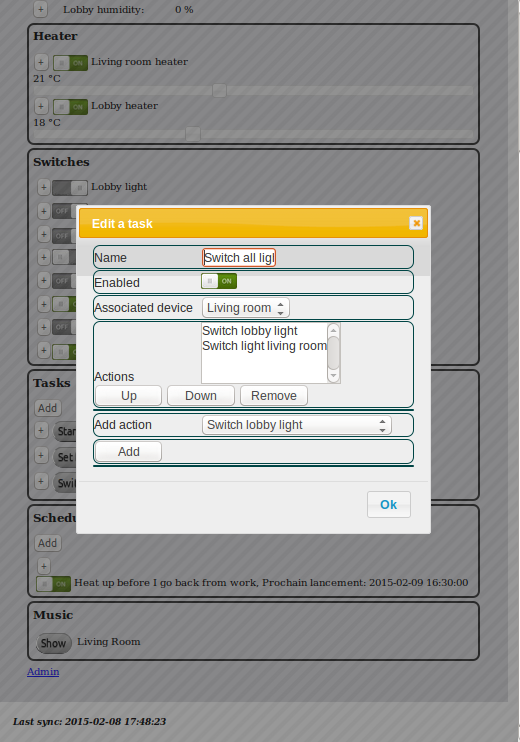 + Lobby humidity: 0 %
Heater
+ ON Living room heater
21 °C
+ ON Lobby heater
18 °C
Switches
+ Lobby light
+ OFF
+ OFF
+
+ OFF
+
+ OFF
+
Edit a task
Name Switch all ligl
Enabled ON
Associated device Living room
Switch lobby light
Switch light living room
Actions
Up Down Remove
Add action Switch lobby light
Add
Ok
Tasks
Add
+ Star
+ Set
+ Swit
Schedu
Add
+
ON Heat up before I go back from work, Prochain lancement: 2015-02-09 16:30:00
Music
Show Living Room
Admin
Last sync: 2015-02-08 17:48:23